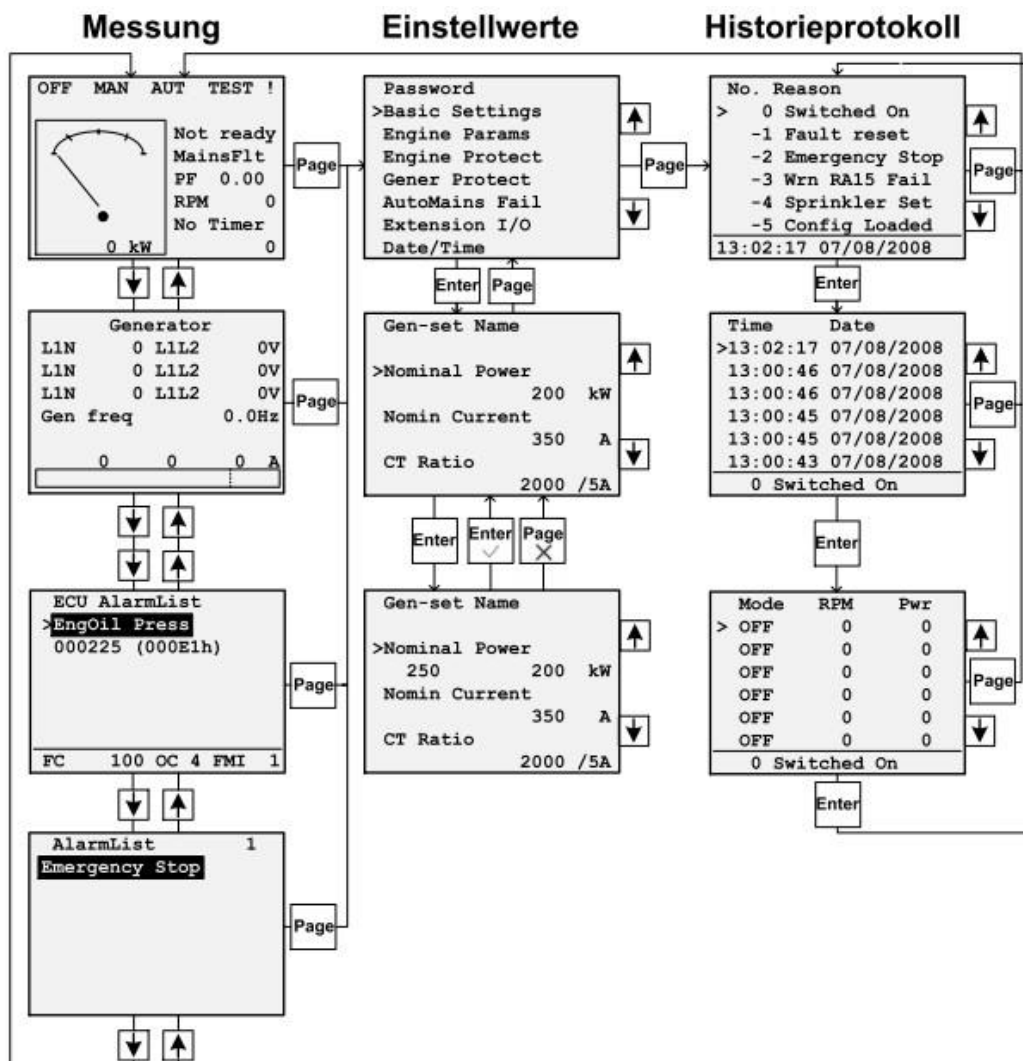 Messung
OFF MAN AUT TEST !
Not ready
MainsFlt
PF 0.00
RPM 0
No Timer
0 kW 0
Page
Generator
L1N 0 L1L2 0V
L1N 0 L1L2 0V
L1N 0 L1L2 0V
Gen freq 0.0Hz
0 0 0 A
Page
ECU AlarmList
>EngOil Press
000225 (000E1h)
FC 100 OC 4 FMI 1
Page
AlarmList 1
Emergency Stop
Page
Einstellwerte
Password
>Basic Settings
Engine Params
Engine Protect
Gener Protect
AutoMains Fail
Extension I/O
Date/Time
Page
Enter Page
Gen-set Name
>Nominal Power
200 kW
Nomin Current
350 A
CT Ratio
2000 /5A
Enter Enter Page
Gen-set Name
>Nominal Power
250 200 kW
Nomin Current
350 A
CT Ratio
2000 /5A
Historieprotokoll
No. Reason
> 0 Switched On
-1 Fault reset
-2 Emergency Stop
-3 Wrn RA15 Fail
-4 Sprinkler Set
-5 Config Loaded
13:02:17 07/08/2008
Page
Enter
Time Date
>13:02:17 07/08/2008
13:00:46 07/08/2008
13:00:46 07/08/2008
13:00:45 07/08/2008
13:00:45 07/08/2008
13:00:43 07/08/2008
0 Switched On
Page
Enter
Mode RPM Pwr
> OFF 0 0
OFF 0 0
OFF 0 0
OFF 0 0
OFF 0 0
OFF 0 0
0 Switched On
Page
Enter